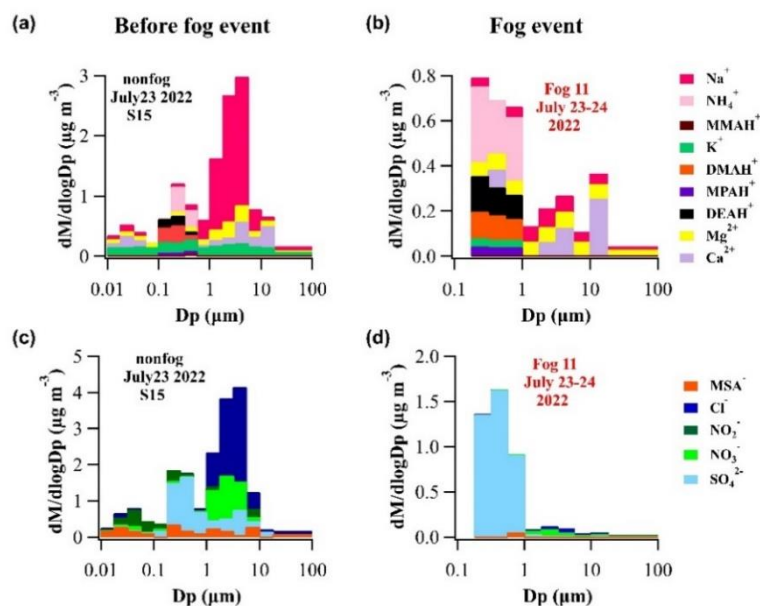 (a) Before fog event
nonfog
July23 2022
S15
dM/dlogDp (µg m⁻³)
3
2
1
0
0.01 0.1 1 10 100
Dp (µm)
(b) Fog event
Fog 11
July 23-24
2022
dM/dlogDp (µg m⁻³)
0.8
0.6
0.4
0.2
0.0
0.1 1 10 100
Dp (µm)
Na⁺
NH₄⁺
MMAH⁺
K⁺
DMAH⁺
MPAH⁺
DEAH⁺
Mg²⁺
Ca²⁺
(c)
nonfog
July23 2022
S15
dM/dlogDp (µg m⁻³)
5
4
3
2
1
0
0.01 0.1 1 10 100
Dp (µm)
(d)
Fog 11
July 23-24
2022
dM/dlogDp (µg m⁻³)
2.0
1.5
1.0
0.5
0.0
0.1 1 10 100
Dp (µm)
MSA⁻
Cl⁻
NO₂⁻
NO₃⁻
SO₄²⁻